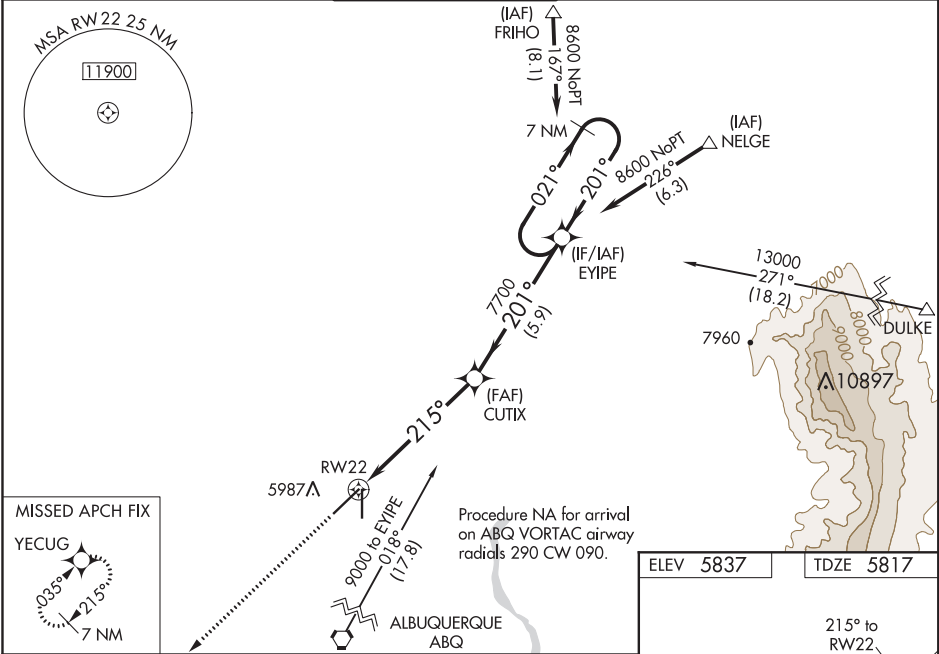 MSA RW 22 25 NM
11900
(IAF)
FRIHO
8600 NoPT
167°
(8.1)
7 NM
(IAF)
NELGE
8600 NoPT
226°
(6.3)
021°
201°
(IF/IAF)
EYIPE
13000
271°
(18.2)
7000
8000
9000
DULKE
7960
10897
7700
201°
(5.9)
(FAF)
CUTIX
215°
RW22
5987
MISSED APCH FIX
YECUG
035°
215°
7 NM
9000 to EYIPE
018°
(17.8)
Procedure NA for arrival
on ABQ VORTAC airway
radials 290 CW 090.
ALBUQUERQUE
ABQ
ELEV 5837
TDZE 5817
215° to
RW22